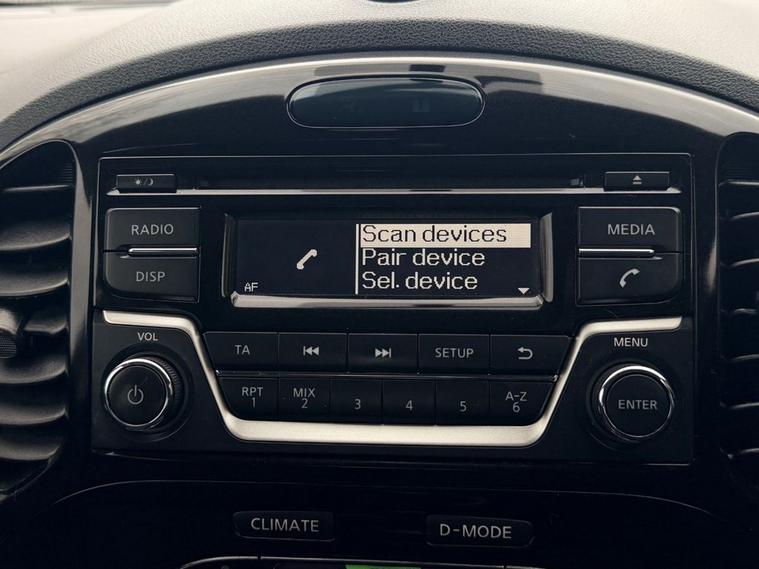 RADIO
DISP
MEDIA
Scan devices
Pair device
Sel. device
AF
VOL
TA
SETUP
MENU
RPT
1
MIX
2
3
4
5
A-Z
6
ENTER
CLIMATE
D-MODE